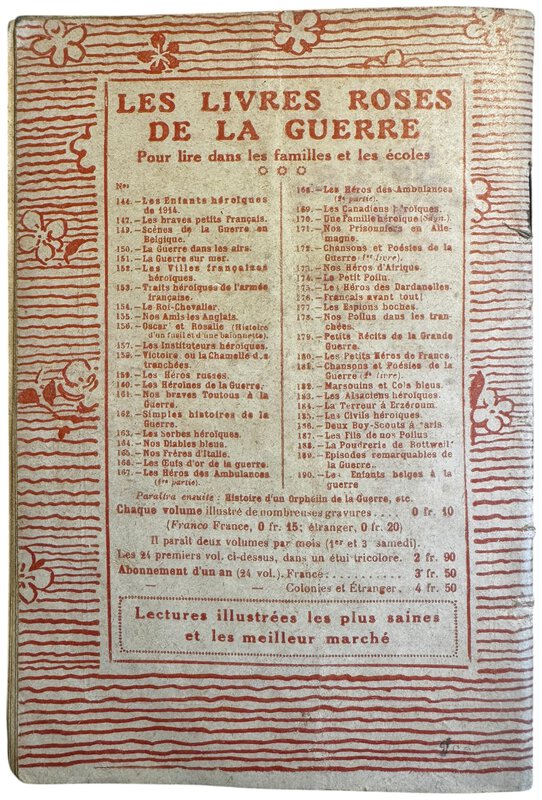 LES LIVRES ROSES
DE LA GUERRE
Pour lire dans les familles et les écoles
Nos
144. — Les Enfants héroïques
de 1914.
147. — Les braves petits Français.
149. — Scènes de la Guerre en
Belgique.
150. — La Guerre dans les airs.
151. — La Guerre sur mer.
152. — Les Villes françaises
héroïques.
153. — Traits héroïques de l'armée
française.
154. — Le Roi-Chevalier.
155. — Nos Amis les Anglais.
156. — Oscar et Rosalie (Histoire
d'un fusil et d'une baïonnette).
157. — Les Instituteurs héroïques.
158. — Victoire ou la Chamelle des
tranchées.
159. — Les Héros russes.
160. — Les Héroïnes de la Guerre.
161. — Nos braves Toutous à la
Guerre.
162. — Simples histoires de la
Guerre.
163. — Les Serbes héroïques.
164. — Nos Diables bleus.
165. — Nos Frères d'Italie.
166. — Les Œufs d'or de la guerre.
167. — Les Héros des Ambulances
(1re partie).
168. — Les Héros des Ambulances
(2e partie).
169. — Les Canadiens héroïques.
170. — Une Famille héroïque (Sayn.).
171. — Nos Prisonniers en Alle-
magne.
172. — Chansons et Poésies de la
Guerre (1er livre).
173. — Nos Héros d'Afrique.
174. — Le Petit Poilu.
175. — Les Héros des Dardanelles.
176. — Français avant tout!
177. — Les Espions boches.
178. — Nos Poilus dans les tran-
chées.
179. — Petits Récits de la Grande
Guerre.
180. — Les Petits Héros de France.
181. — Chansons et Poésies de la
Guerre (2e livre).
182. — Marsouins et Cols bleus.
183. — Les Alsaciens héroïques.
184. — La Terreur à Erzéroum.
185. — Les Civils héroïques.
186. — Deux Boy-Scouts à Paris.
187. — Les Fils de nos Poilus
188. — La Poudrerie de Rottweil
189. — Episodes remarquables de
la Guerre.
190. — Les Enfants belges à la
guerre
Paraîtra ensuite : Histoire d'un Orphelin de la Guerre, etc.
Chaque volume illustré de nombreuses gravures .... 0 fr. 10
(Franco France, 0 fr. 15; étranger, 0 fr. 20)
Il paraît deux volumes par mois (1er et 3e samedi).
Les 24 premiers vol. ci-dessus, dans un étui tricolore. 2 fr. 90
Abonnement d'un an (24 vol.). France............ 3 fr. 50
— — Colonies et Étranger. 4 fr. 50
Lectures illustrées les plus saines
et les meilleur marché